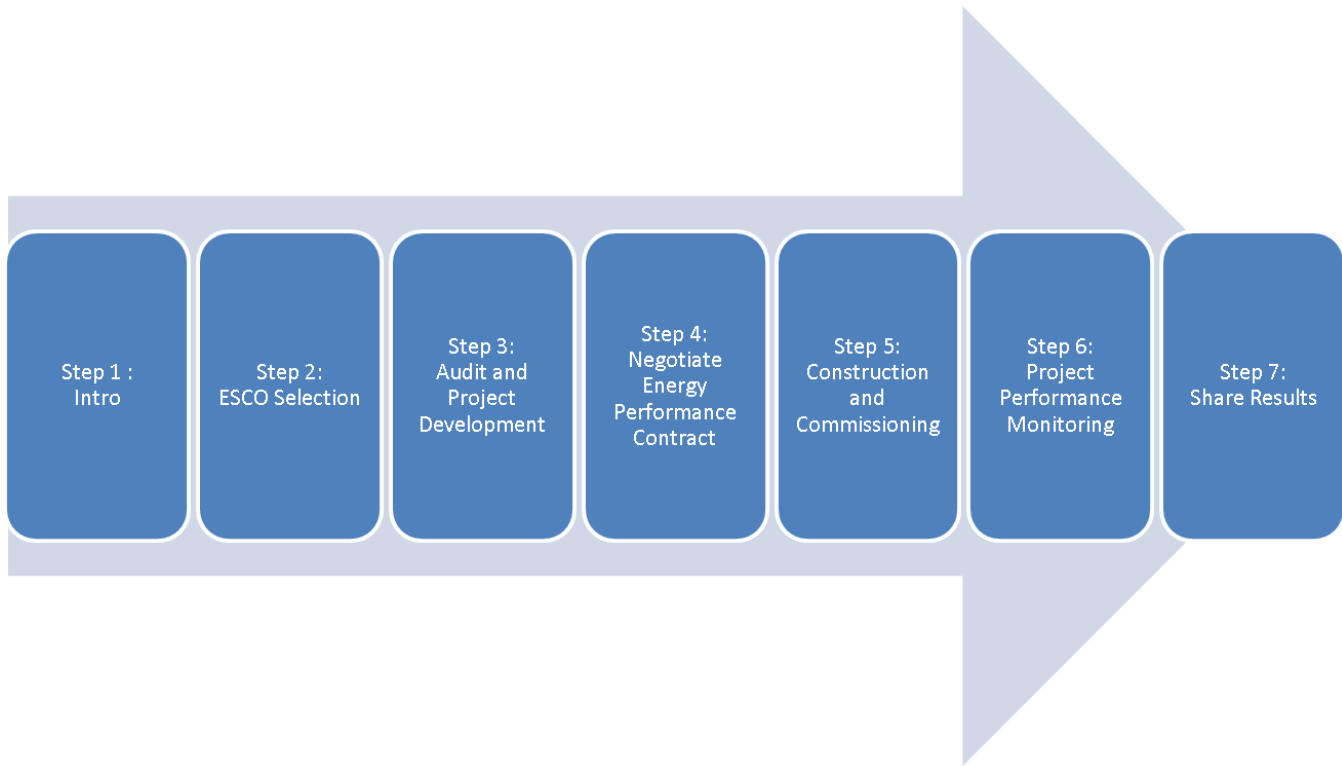 Step 1 :
Intro
Step 2:
ESCO Selection
Step 3:
Audit and
Project
Development
Step 4:
Negotiate
Energy
Performance
Contract
Step 5:
Construction
and
Commissioning
Step 6:
Project
Performance
Monitoring
Step 7:
Share Results